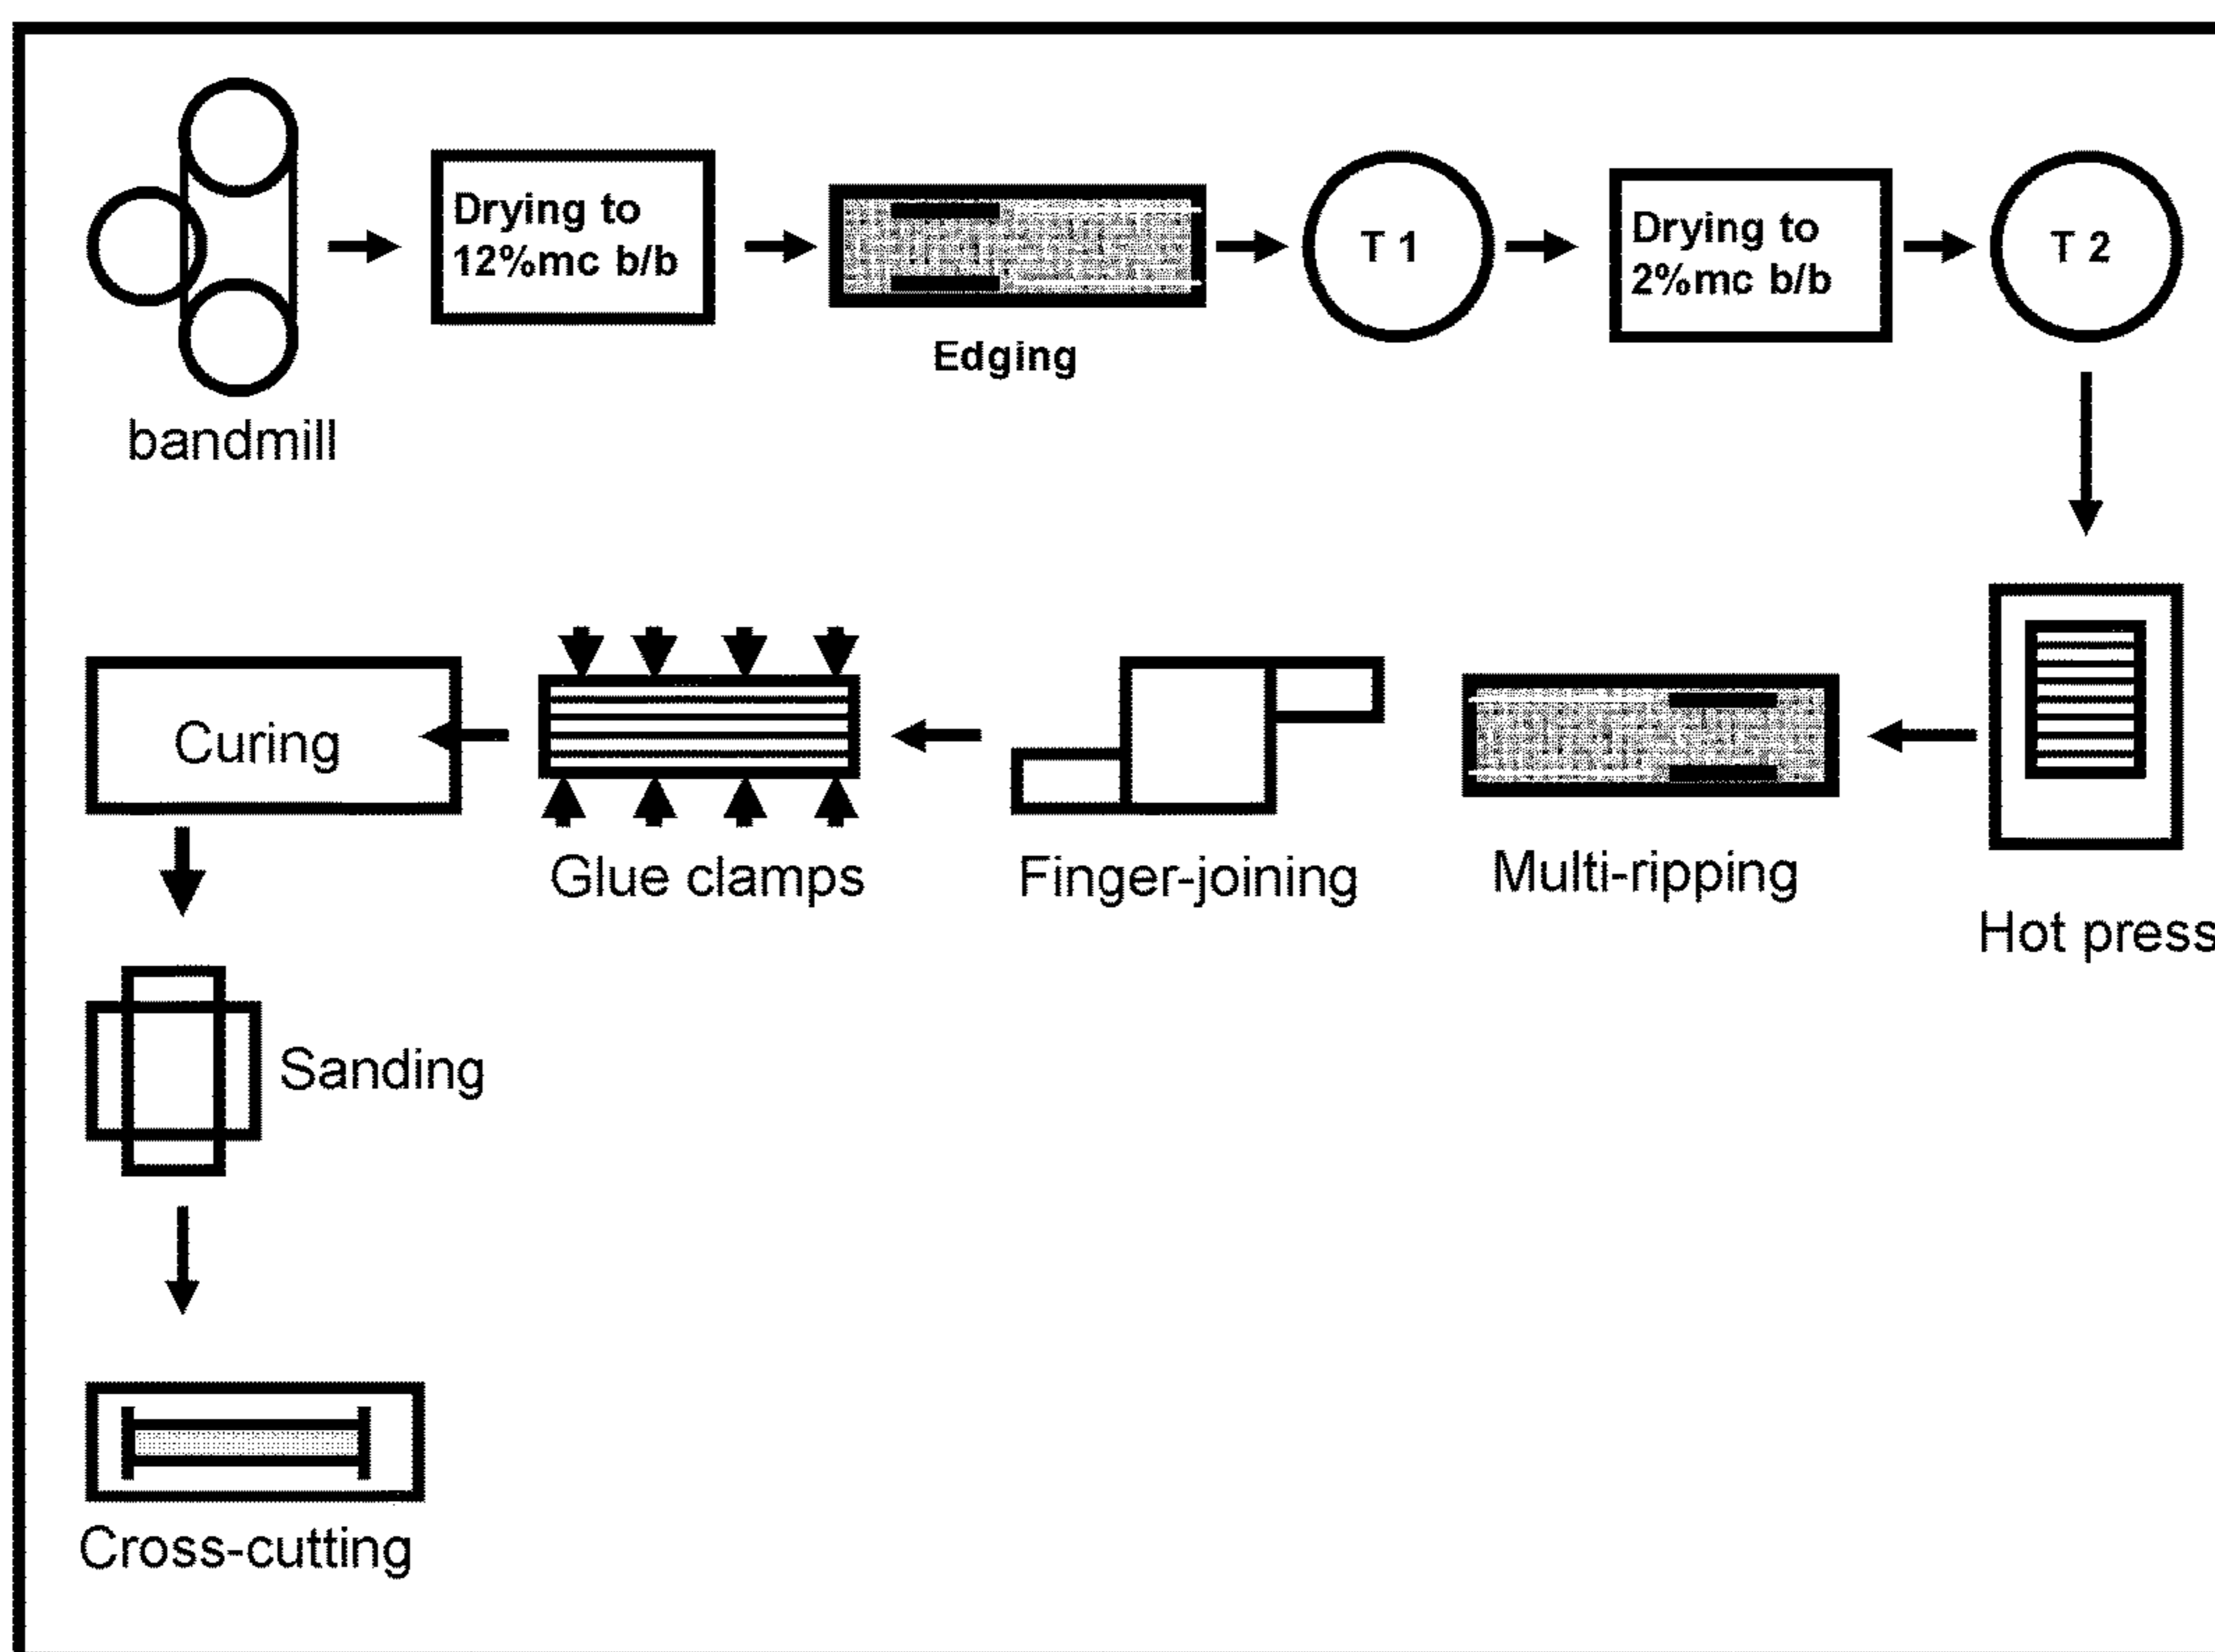 Drying to
12%mc b/b
T 1
Drying to
2%mc b/b
T 2
Edging
bandmill
Curing
Glue clamps
Finger-joining
Multi-ripping
Hot press
Sanding
Cross-cutting